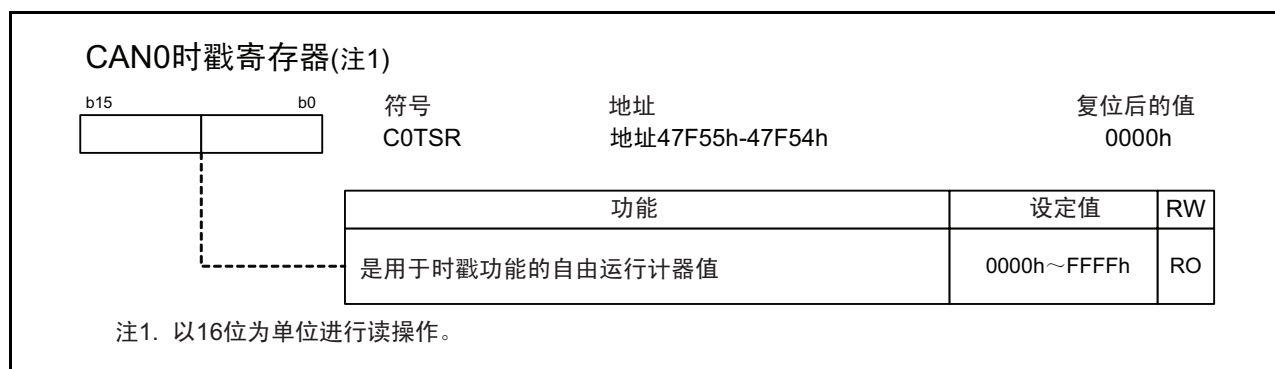 CAN0时戳寄存器(注1)
b15 b0 符号 地址 复位后的值
C0TSR 地址47F55h-47F54h 0000h
功能 设定值 RW
是用于时戳功能的自由运行计器值 0000h～FFFFh RO
注1. 以16位为单位进行读操作。